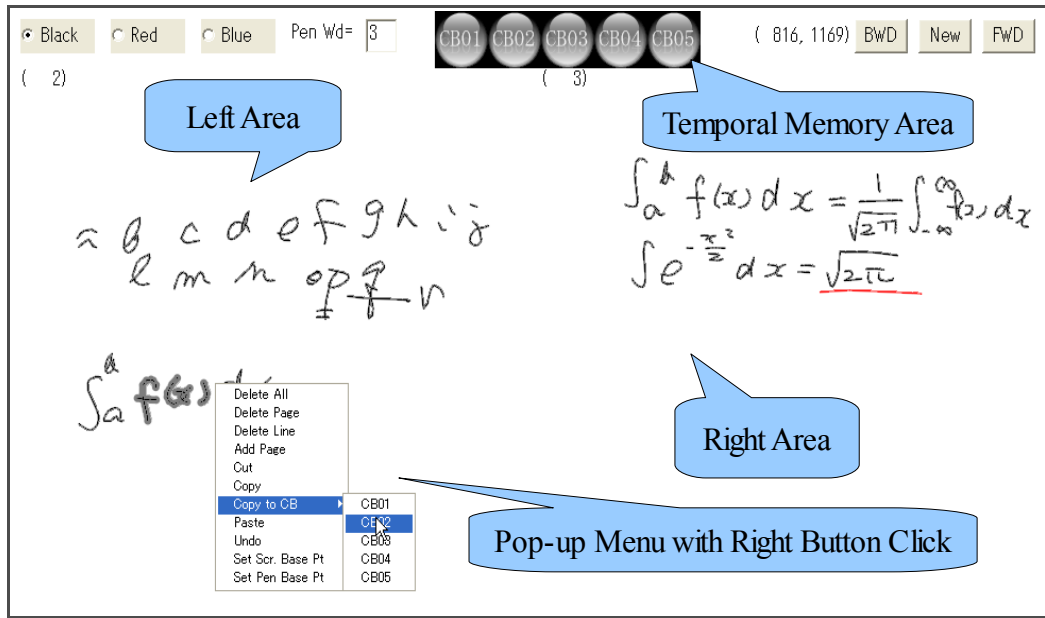 Black Red Blue Pen Wd= 3 CB01 CB02 CB03 CB04 CB05 ( 816, 1169) BWD New FWD
( 2) ( 3)
Left Area
Temporal Memory Area
∫_a^b f(x) dx = 1/√2π ∫_-∞^∞ f(x) dx
∫ e^-x²/2 dx = √2π
a b c d e f g h i j
l m n o p q r
∫_a^b f(x) d
Right Area
Delete All
Delete Page
Delete Line
Add Page
Cut
Copy
Copy to CB CB01
Paste CB02
Undo CB03
Set Scr. Base Pt CB04
Set Pen Base Pt CB05
Pop-up Menu with Right Button Click